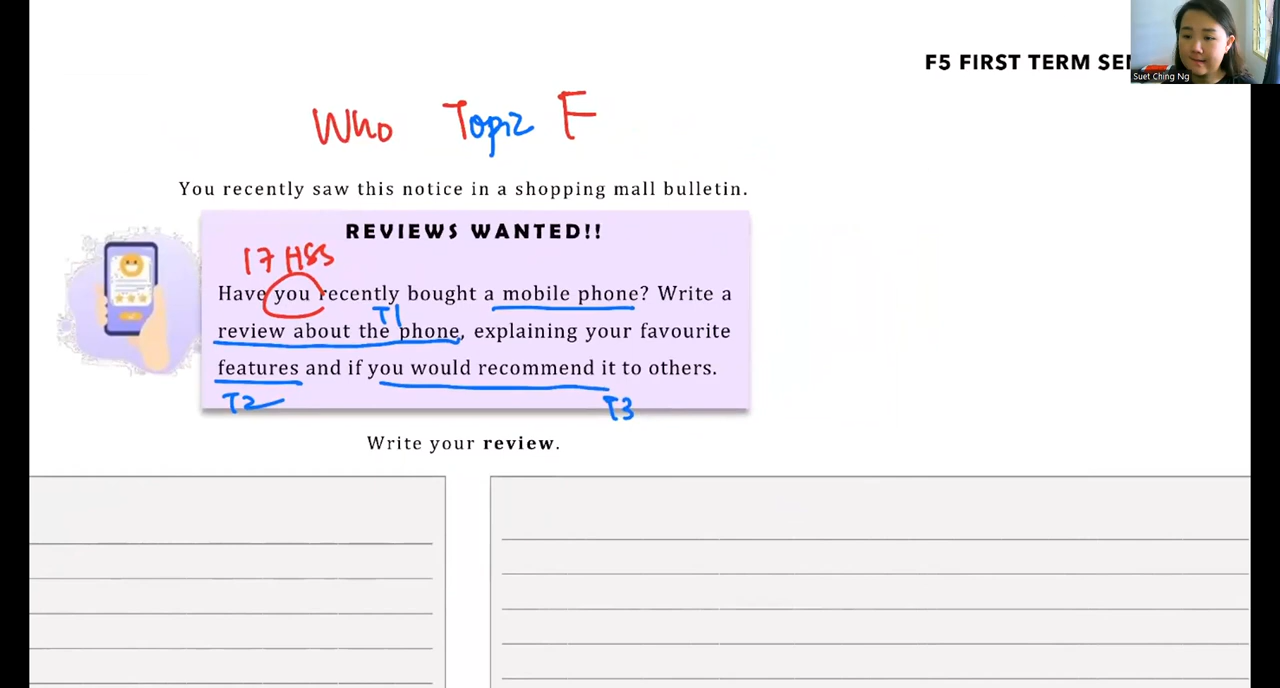 F5 FIRST TERM SE
Suet Ching Ng
Who Topic F
You recently saw this notice in a shopping mall bulletin.
REVIEWS WANTED!!
17 HSS
Have you recently bought a mobile phone? Write a
T1
review about the phone, explaining your favourite
features and if you would recommend it to others.
T2
T3
Write your review.